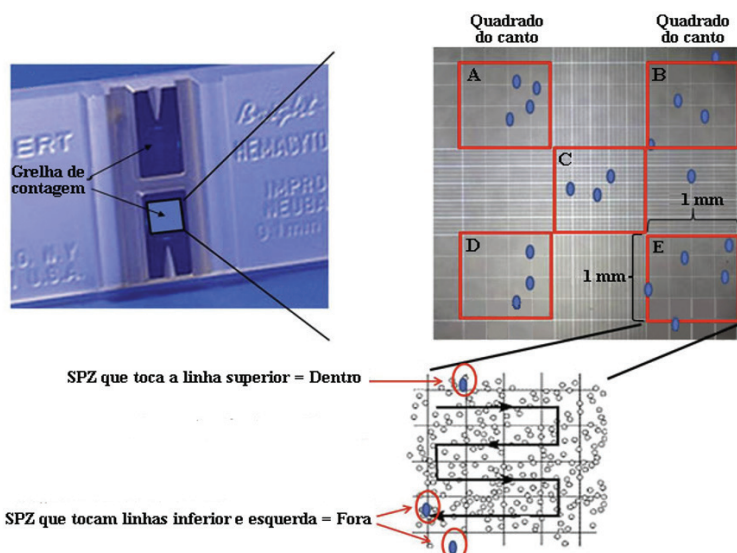 Quadrado
do canto
Quadrado
do canto
A
B
C
D
E
1 mm
1 mm
Bright
ERT
HEMACYTO
Grelha de
contagem
IMPRO
NEUBA
0.1 mm
N.Y
U.S.A.
SPZ que toca a linha superior = Dentro
SPZ que tocam linhas inferior e esquerda = Fora